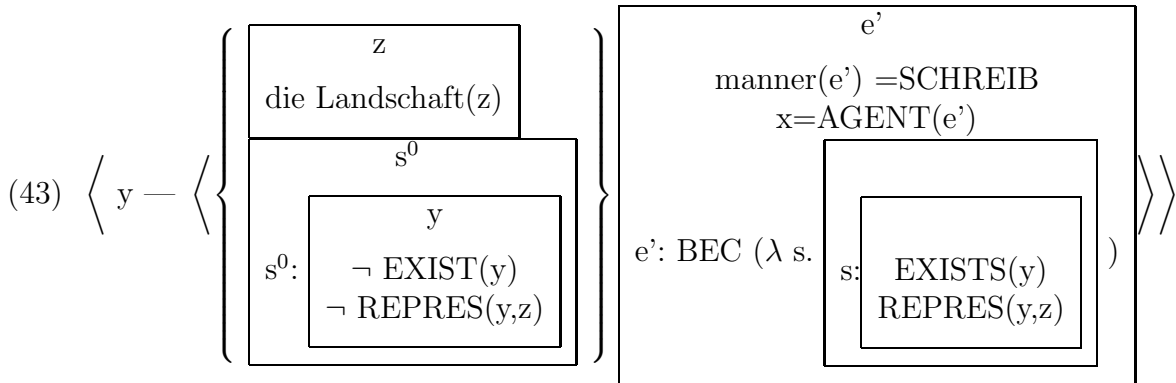 z
die Landschaft(z)
s⁰
s⁰:
y
¬ EXIST(y)
¬ REPRES(y,z)
(43) ⟨ y — ⟨ {
}
e’
manner(e’) =SCHREIB
x=AGENT(e’)
e’: BEC (λ s.
s:
EXISTS(y)
REPRES(y,z)
)
⟩⟩